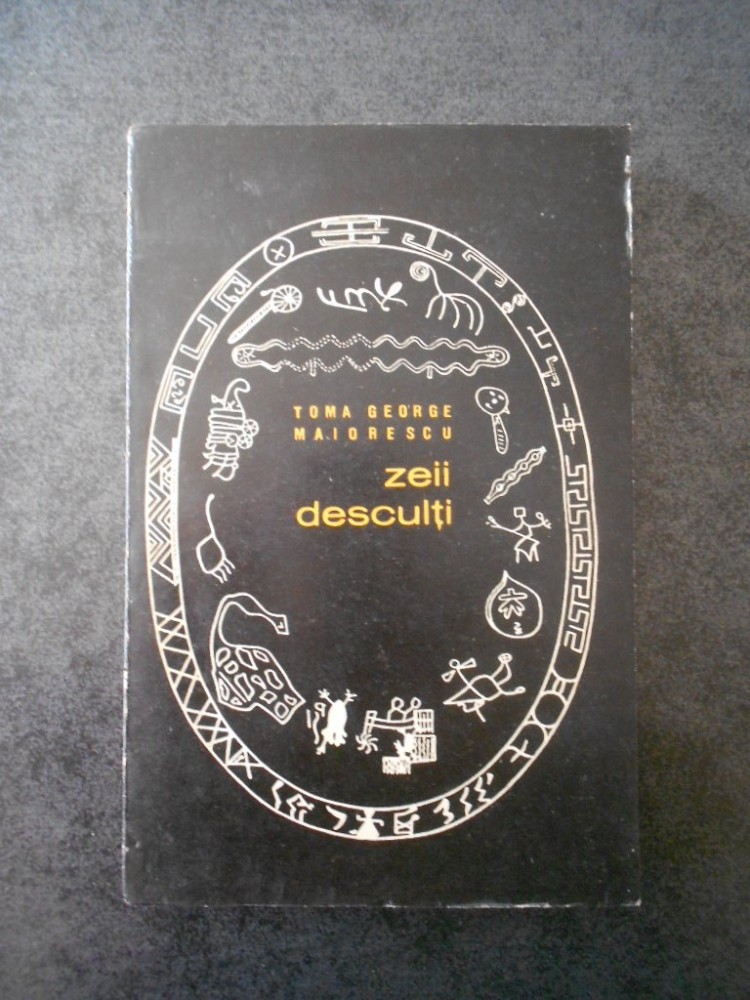 TOMA GEORGE
MAIORESCU
zeii
desculți